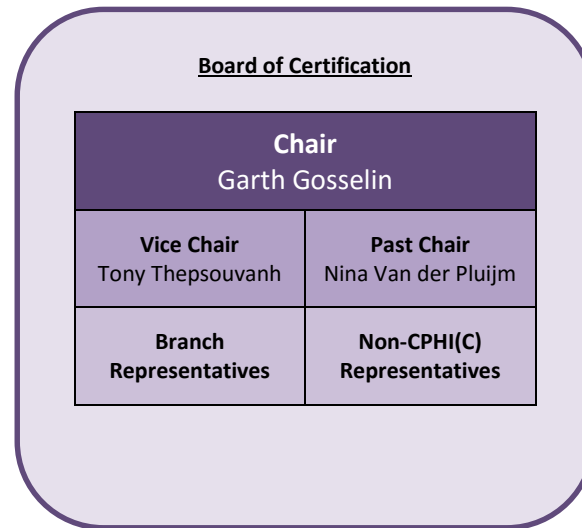 Board of Certification
Chair
Garth Gosselin
Vice Chair
Tony Thepsouvanh
Past Chair
Nina Van der Pluijm
Branch
Representatives
Non-CPHI(C)
Representatives